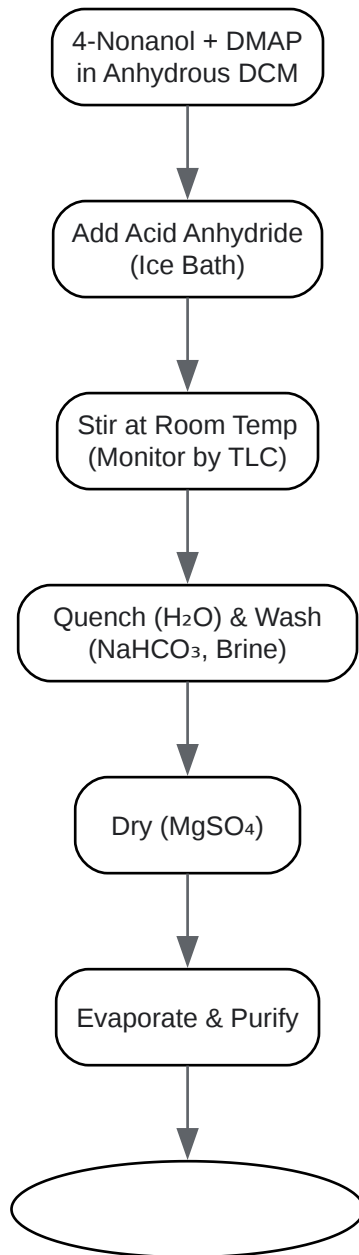 4-Nonanol + DMAP
in Anhydrous DCM
Add Acid Anhydride
(Ice Bath)
Stir at Room Temp
(Monitor by TLC)
Quench (H₂O) & Wash
(NaHCO₃, Brine)
Dry (MgSO₄)
Evaporate & Purify